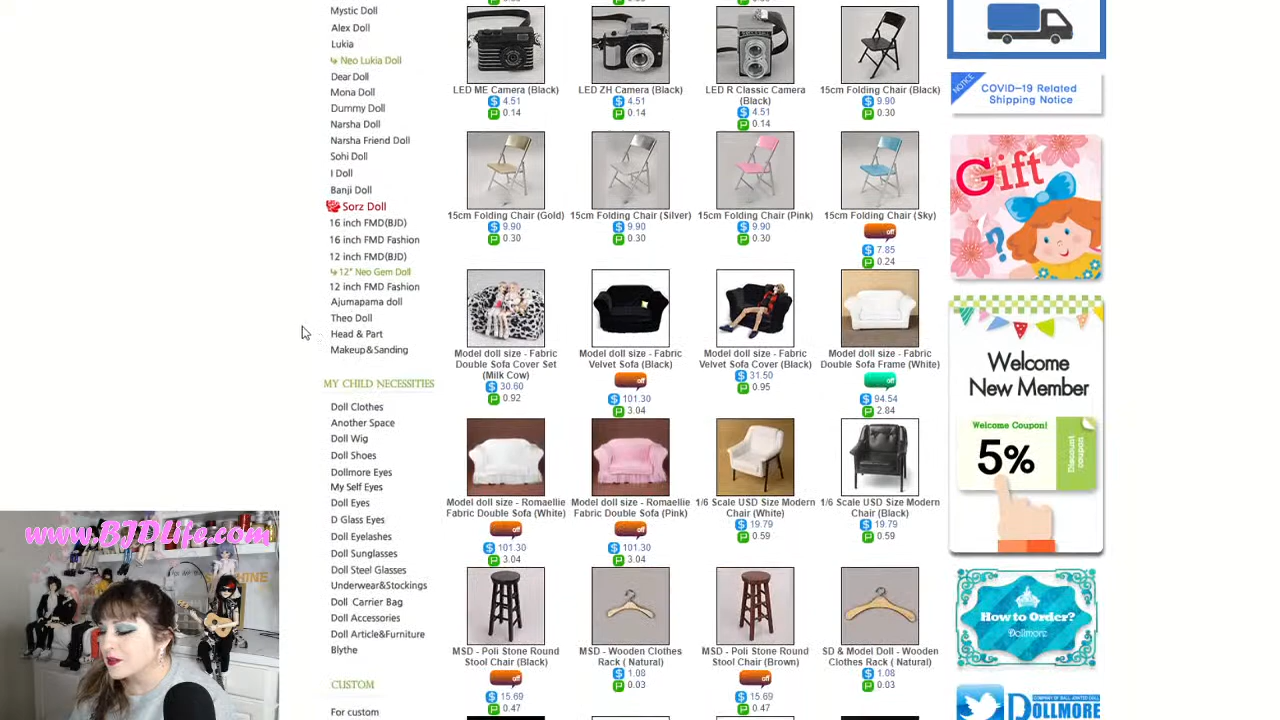 Mystic Doll
Alex Doll
Lukia
↳ Neo Lukia Doll
Dear Doll
Mona Doll
Dummy Doll
Narsha Doll
Narsha Friend Doll
Sohi Doll
I Doll
Banji Doll
Sorz Doll
16 inch FMD(BJD)
16 inch FMD Fashion
12 inch FMD(BJD)
↳ 12" Neo Gem Doll
12 inch FMD Fashion
Ajumapama doll
Theo Doll
Head & Part
Makeup&Sanding
MY CHILD NECESSITIES
Doll Clothes
Another Space
Doll Wig
Doll Shoes
Dollmore Eyes
My Self Eyes
Doll Eyes
D Glass Eyes
Doll Eyelashes
Doll Sunglasses
Doll Steel Glasses
Underwear&Stockings
Doll Carrier Bag
Doll Accessories
Doll Article&Furniture
Blythe
CUSTOM
For custom
LED ME Camera (Black)
$ 4.51
P 0.14
LED ZH Camera (Black)
$ 4.51
P 0.14
LED R Classic Camera
(Black)
$ 4.51
P 0.14
15cm Folding Chair (Black)
$ 9.90
P 0.30
15cm Folding Chair (Gold)
$ 9.90
P 0.30
15cm Folding Chair (Silver)
$ 9.90
P 0.30
15cm Folding Chair (Pink)
$ 9.90
P 0.30
15cm Folding Chair (Sky)
off
$ 7.85
P 0.24
Model doll size - Fabric
Double Sofa Cover Set
(Milk Cow)
$ 30.60
P 0.92
Model doll size - Fabric
Velvet Sofa (Black)
off
$ 101.30
P 3.04
Model doll size - Fabric
Velvet Sofa Cover (Black)
$ 31.50
P 0.95
Model doll size - Fabric
Double Sofa Frame (White)
off
$ 94.54
P 2.84
Model doll size - Romaellie
Fabric Double Sofa (White)
off
$ 101.30
P 3.04
Model doll size - Romaellie
Fabric Double Sofa (Pink)
off
$ 101.30
P 3.04
1/6 Scale USD Size Modern
Chair (White)
$ 19.79
P 0.59
1/6 Scale USD Size Modern
Chair (Black)
$ 19.79
P 0.59
MSD - Poli Stone Round
Stool Chair (Black)
off
$ 15.69
P 0.47
MSD - Wooden Clothes
Rack ( Natural)
$ 1.08
P 0.03
MSD - Poli Stone Round
Stool Chair (Brown)
off
$ 15.69
P 0.47
SD & Model Doll - Wooden
Clothes Rack ( Natural)
$ 1.08
P 0.03
NOTICE
COVID-19 Related
Shipping Notice
Gift
?
Welcome
New Member
Welcome Coupon!
5%
Discount
coupon
How to Order?
Dollmore
COMPANY OF BALL JOINTED DOLL
DOLLMORE
www.BJDLife.com